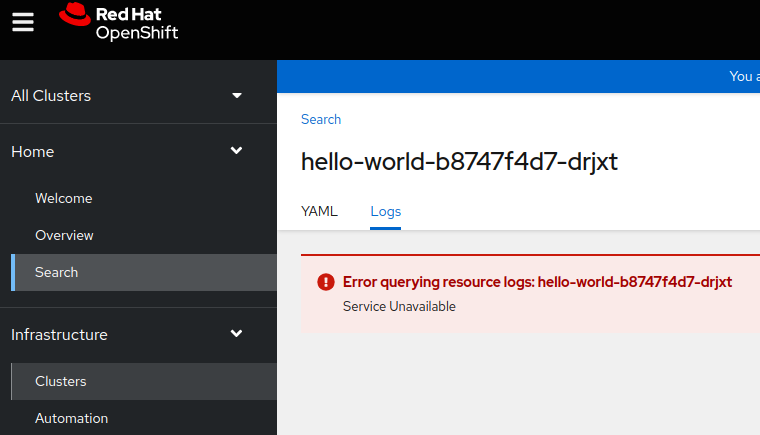 Red Hat
OpenShift
All Clusters
You a
Search
Home
hello-world-b8747f4d7-drjxt
Welcome
YAML Logs
Overview
Search
Error querying resource logs: hello-world-b8747f4d7-drjxt
Service Unavailable
Infrastructure
Clusters
Automation